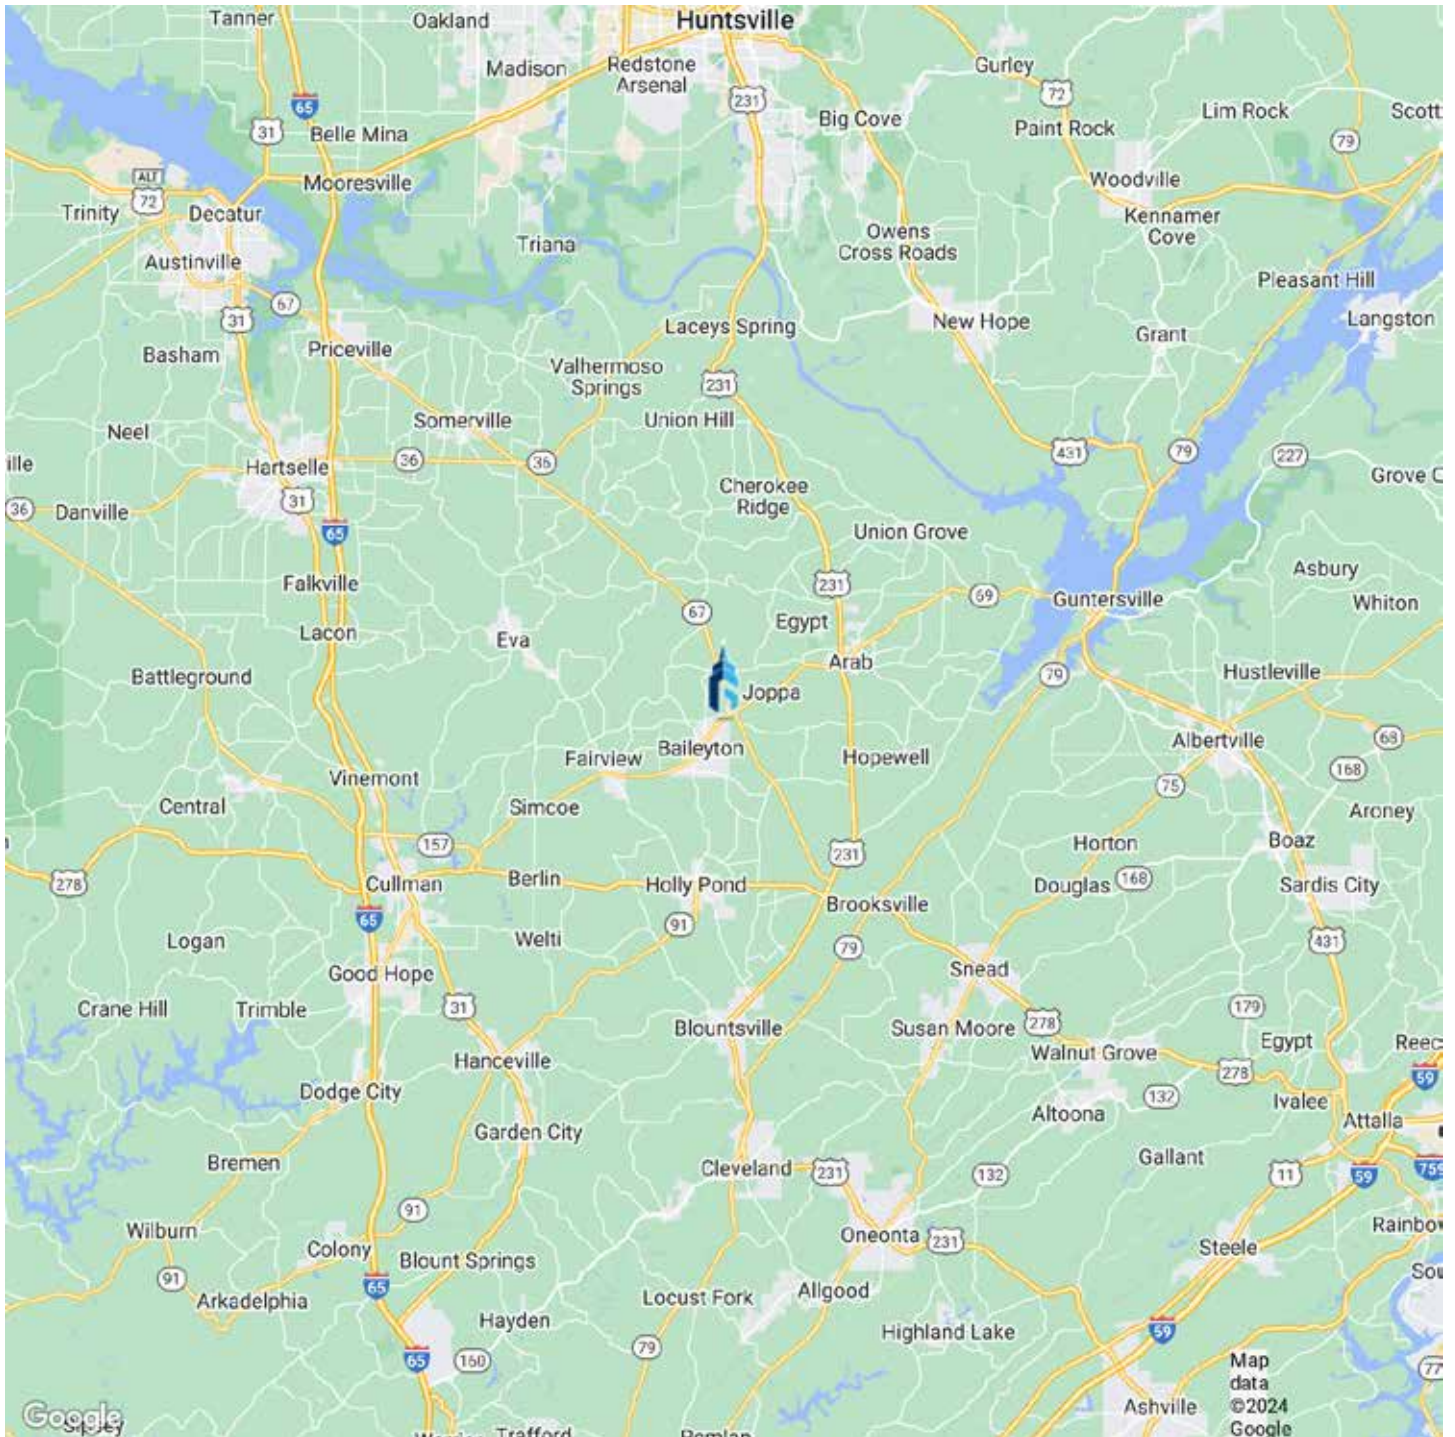 Tanner
Oakland
Huntsville
Madison
Redstone
Arsenal
Gurley
65
231
72
Lim Rock
Scott
31
Belle Mina
Big Cove
Paint Rock
79
ALT
72
Mooresville
Woodville
Trinity
Decatur
Kennamer
Cove
Triana
Owens
Cross Roads
Austinville
Pleasant Hill
67
31
Laceys Spring
New Hope
Grant
Langston
Basham
Priceville
Valhermoso
Springs
231
Somerville
Union Hill
Neel
431
79
227
ille
Hartselle
36
36
Grove C
31
Cherokee
Ridge
36
Danville
65
Union Grove
Falkville
231
69
Guntersville
Asbury
Whiton
67
Egypt
Lacon
Eva
Arab
Battleground
79
Hustleville
Joppa
Fairview
Baileyton
Hopewell
Albertville
68
168
Vinemont
75
Central
Simcoe
Aroney
157
231
Horton
Boaz
278
Cullman
Berlin
Holly Pond
Douglas
168
Sardis City
65
Brooksville
91
Logan
Welti
79
431
Good Hope
Snead
Crane Hill
Trimble
31
Blountsville
Susan Moore
278
179
Egypt
Reec
Hanceville
Walnut Grove
278
59
Dodge City
Altoona
132
Ivalee
Attalla
Garden City
Bremen
Cleveland
231
132
Gallant
11
59
759
91
Wilburn
Colony
Blount Springs
Oneonta
231
Steele
Rainbow
91
65
Arkadelphia
Locust Fork
Allgood
Sou
Hayden
Highland Lake
59
65
160
79
Map
data
©2024
Google
77
Ashville
Google
Sipsey
Trafford